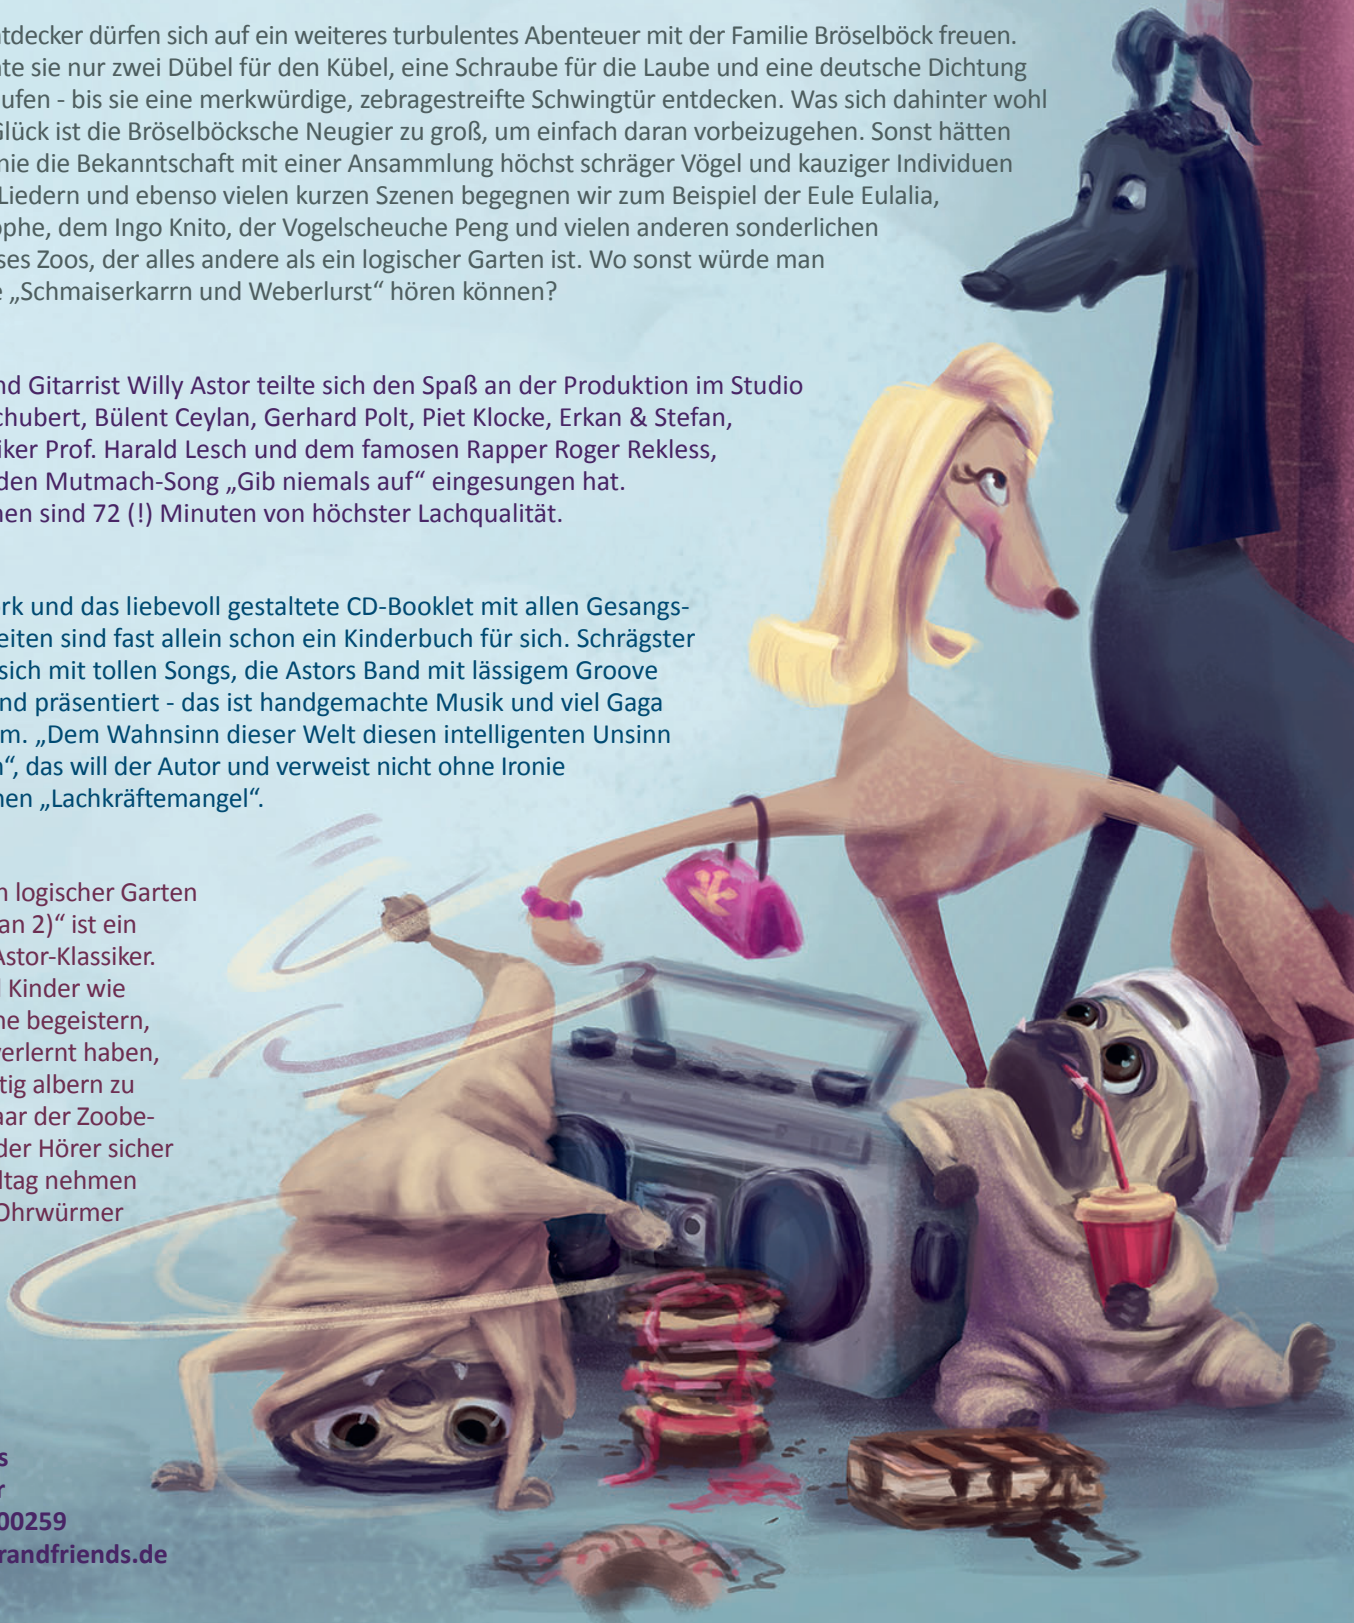 tdecker dürfen sich auf ein weiteres turbulentes Abenteuer mit der Familie Bröselböck freuen.
te sie nur zwei Dübel für den Kübel, eine Schraube für die Laube und eine deutsche Dichtung
ufen - bis sie eine merkwürdige, zebragestreifte Schwingtür entdecken. Was sich dahinter wohl
Glück ist die Bröselböcksche Neugier zu groß, um einfach daran vorbeizugehen. Sonst hätten
nie die Bekanntschaft mit einer Ansammlung höchst schräger Vögel und kauziger Individuen
Liedern und ebenso vielen kurzen Szenen begegnen wir zum Beispiel der Eule Eulalia,
ophe, dem Ingo Knito, der Vogelscheuche Peng und vielen anderen sonderlichen
ses Zoos, der alles andere als ein logischer Garten ist. Wo sonst würde man
e „Schmaiserkarrn und Weberlurst“ hören können?
nd Gitarrist Willy Astor teilte sich den Spaß an der Produktion im Studio
chubert, Bülent Ceylan, Gerhard Polt, Piet Klocke, Erkan & Stefan,
iker Prof. Harald Lesch und dem famosen Rapper Roger Rekless,
den Mutmach-Song „Gib niemals auf“ eingesungen hat.
nen sind 72 (!) Minuten von höchster Lachqualität.
rk und das liebevoll gestaltete CD-Booklet mit allen Gesangs-
eiten sind fast allein schon ein Kinderbuch für sich. Schrägster
sich mit tollen Songs, die Astors Band mit lässigem Groove
nd präsentiert - das ist handgemachte Musik und viel Gaga
m. „Dem Wahnsinn dieser Welt diesen intelligenten Unsinn
n“, das will der Autor und verweist nicht ohne Ironie
nen „Lachkräftemangel“.
n logischer Garten
an 2)“ ist ein
Astor-Klassiker.
l Kinder wie
ne begeistern,
verlernt haben,
tig albern zu
aar der Zoobe-
der Hörer sicher
ltag nehmen
Ohrwürmer
s
r
00259
randfriends.de